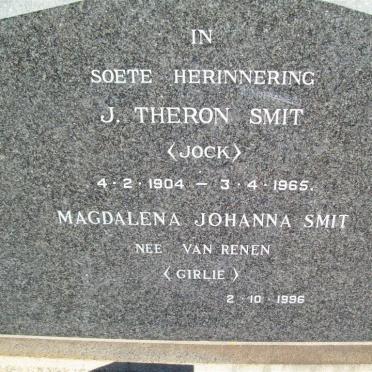 IN
SOETE HERINNERING
J. THERON SMIT
<JOCK>
4·2·1904 — 3·4·1965.
MAGDALENA JOHANNA SMIT
NEE VAN RENEN
<GIRLIE>
2·10·1996